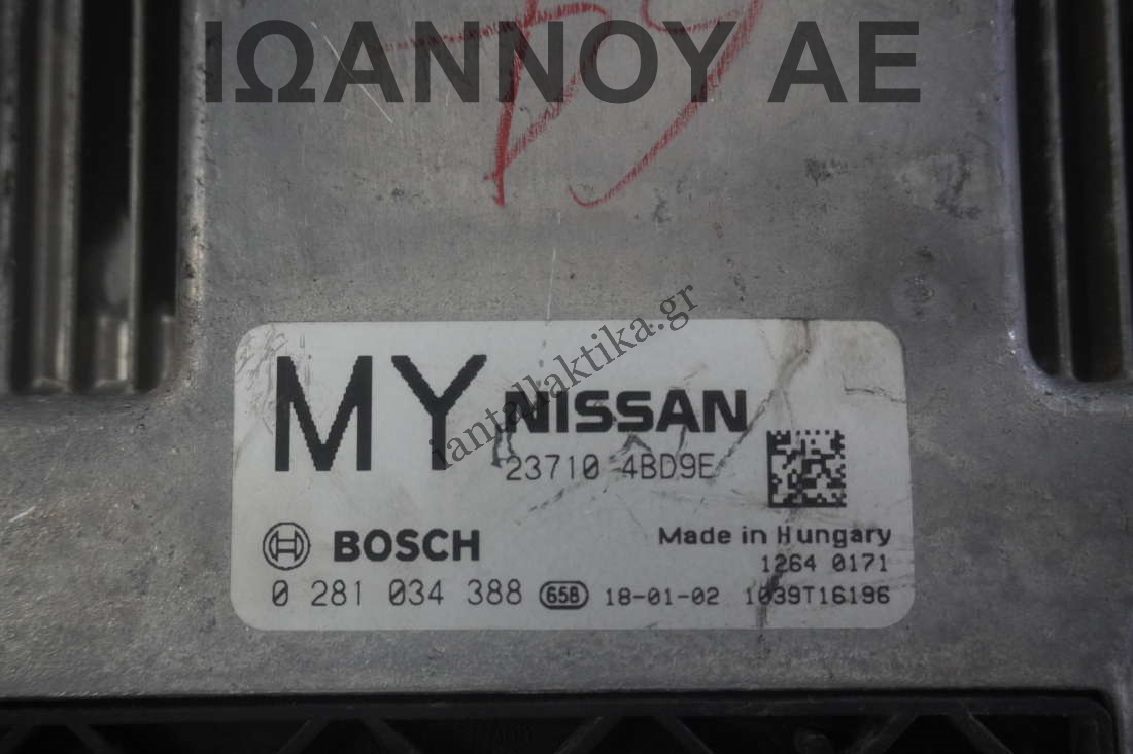 ΙΩΑΝΝΟΥ ΑΕ
iantallaktika.gr
MY NISSAN
23710 4BD9E
BOSCH Made in Hungary
1264 0171
0 281 034 388 658 18-01-02 1039T16196